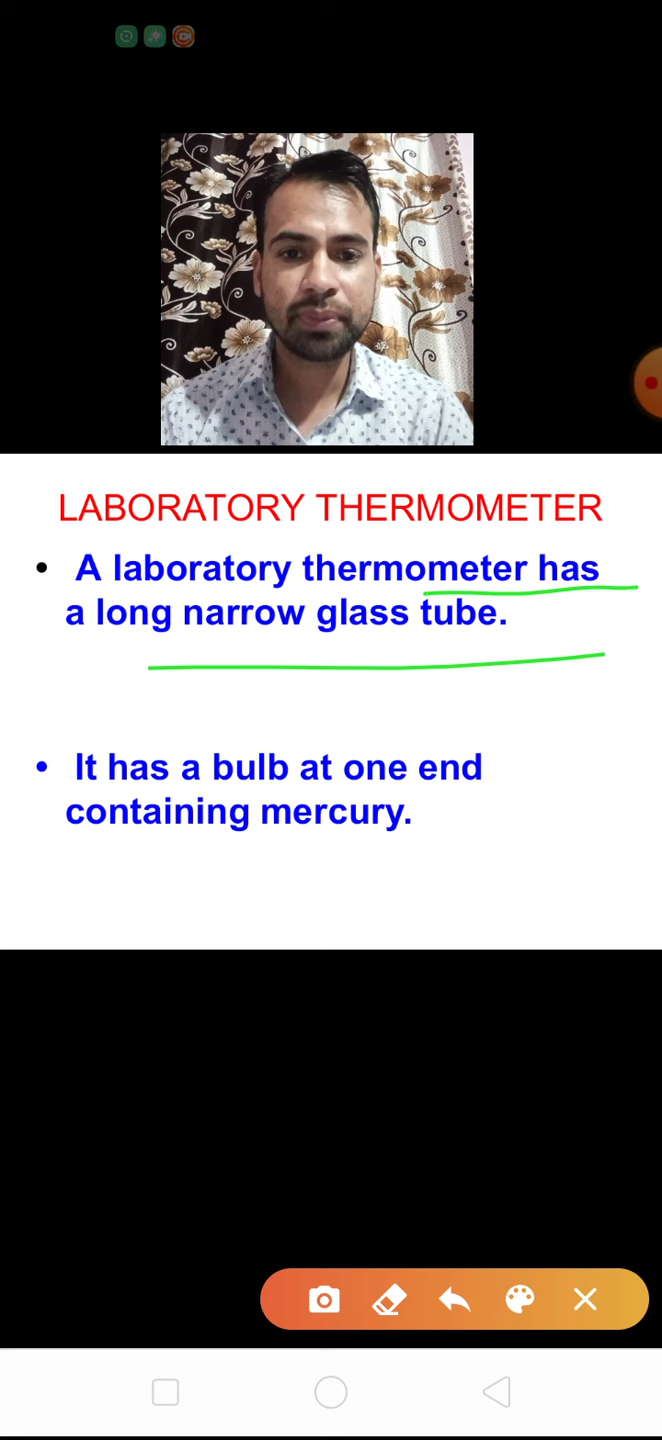 LABORATORY THERMOMETER
• A laboratory thermometer has
a long narrow glass tube.
• It has a bulb at one end
containing mercury.